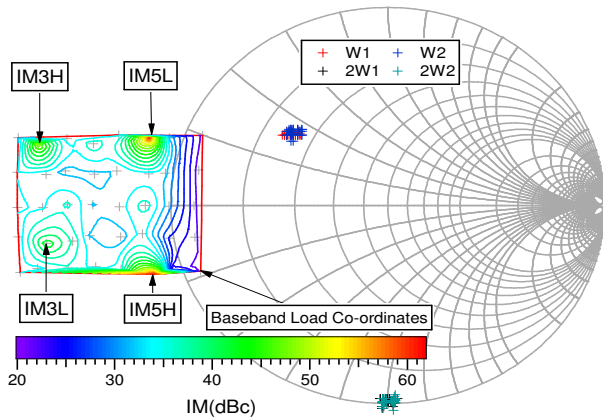 IM3H
IM5L
+ W1 + W2
+ 2W1 + 2W2
IM3L
IM5H
Baseband Load Co-ordinates
20 30 40 50 60
IM(dBc)